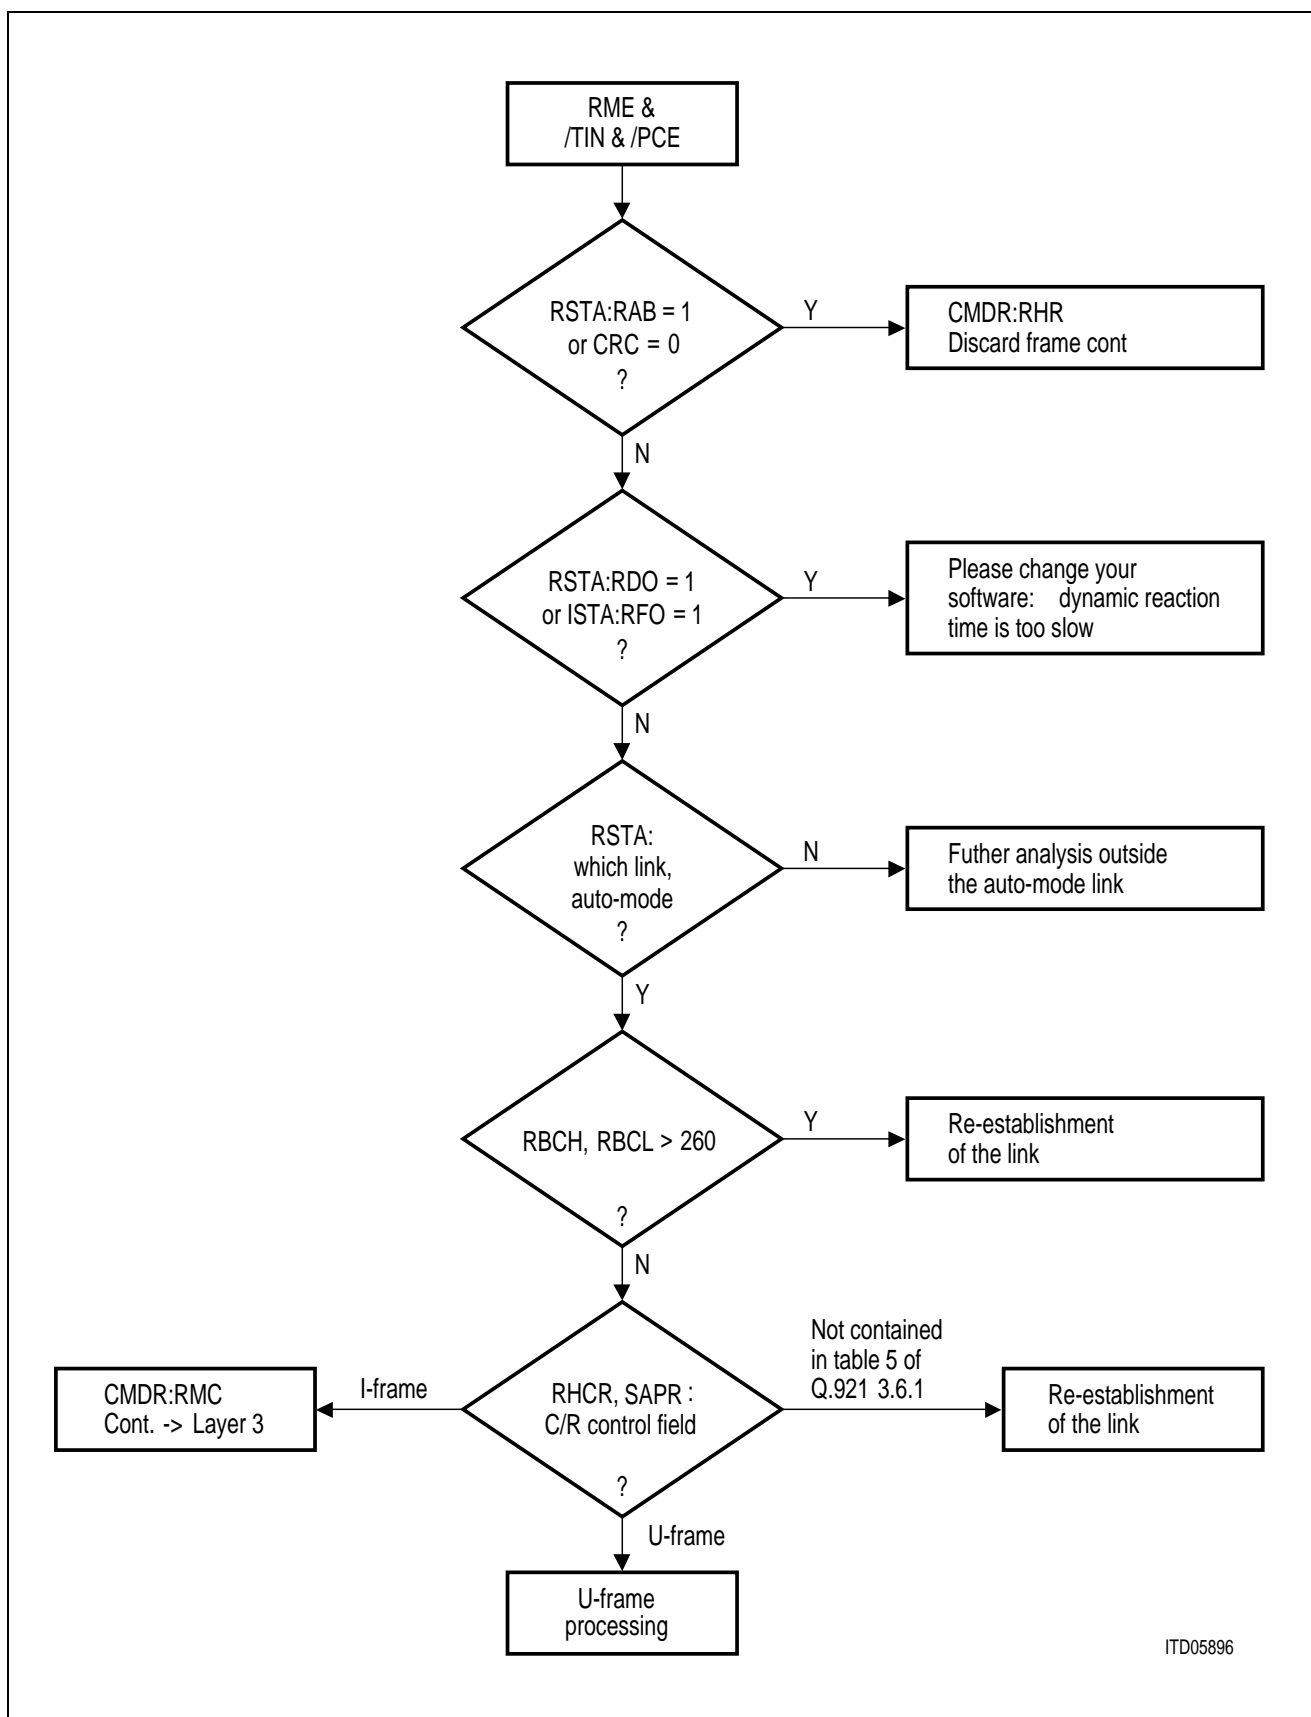 RME &
/TIN & /PCE
RSTA:RAB = 1
or CRC = 0
?
Y
CMDR:RHR
Discard frame cont
N
RSTA:RDO = 1
or ISTA:RFO = 1
?
Y
Please change your
software: dynamic reaction
time is too slow
N
RSTA:
which link,
auto-mode
?
N
Futher analysis outside
the auto-mode link
Y
RBCH, RBCL > 260
?
Y
Re-establishment
of the link
N
RHCR, SAPR :
C/R control field
?
I-frame
CMDR:RMC
Cont. -> Layer 3
Not contained
in table 5 of
Q.921 3.6.1
Re-establishment
of the link
U-frame
U-frame
processing
ITD05896